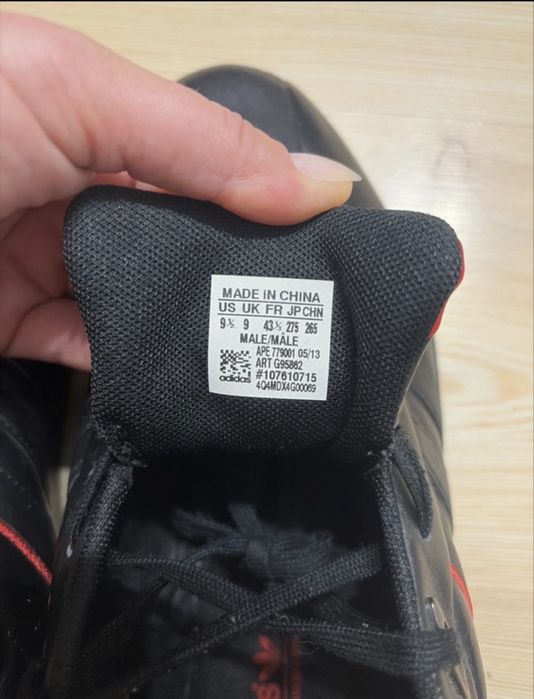 MADE IN CHINA
US UK FR JP CHN
9½ 9 43⅓ 275 265
MALE/MÂLE
APE 779001 05/13
ART G95862
#107610715
4Q4MDX4G00069
adidas